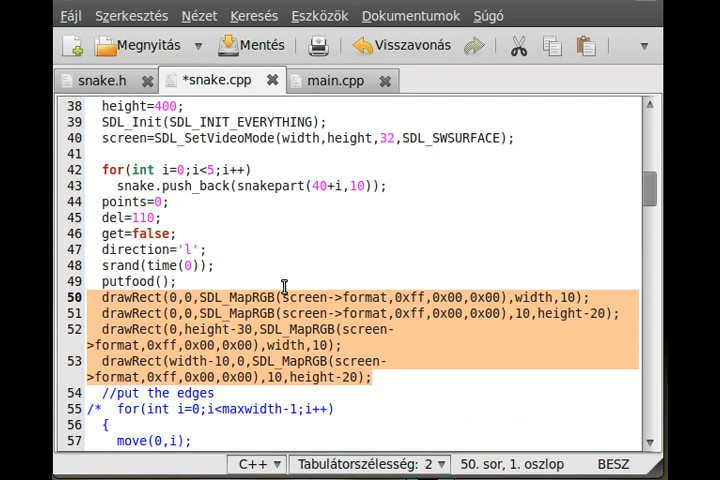 Fájl Szerkesztés Nézet Keresés Eszközök Dokumentumok Súgó
Megnyitás Mentés Visszavonás
snake.h *snake.cpp main.cpp
38 height=400;
39 SDL_Init(SDL_INIT_EVERYTHING);
40 screen=SDL_SetVideoMode(width,height,32,SDL_SWSURFACE);
41
42 for(int i=0;i<5;i++)
43 snake.push_back(snakepart(40+i,10));
44 points=0;
45 del=110;
46 get=false;
47 direction='l';
48 srand(time(0));
49 putfood();
50 drawRect(0,0,SDL_MapRGB(screen->format,0xff,0x00,0x00),width,10);
51 drawRect(0,0,SDL_MapRGB(screen->format,0xff,0x00,0x00),10,height-20);
52 drawRect(0,height-30,SDL_MapRGB(screen-
>format,0xff,0x00,0x00),width,10);
53 drawRect(width-10,0,SDL_MapRGB(screen-
>format,0xff,0x00,0x00),10,height-20);
54 //put the edges
55 /* for(int i=0;i<maxwidth-1;i++)
56 {
57 move(0,i);
C++ Tabulátorszélesség: 2 50. sor, 1. oszlop BESZ